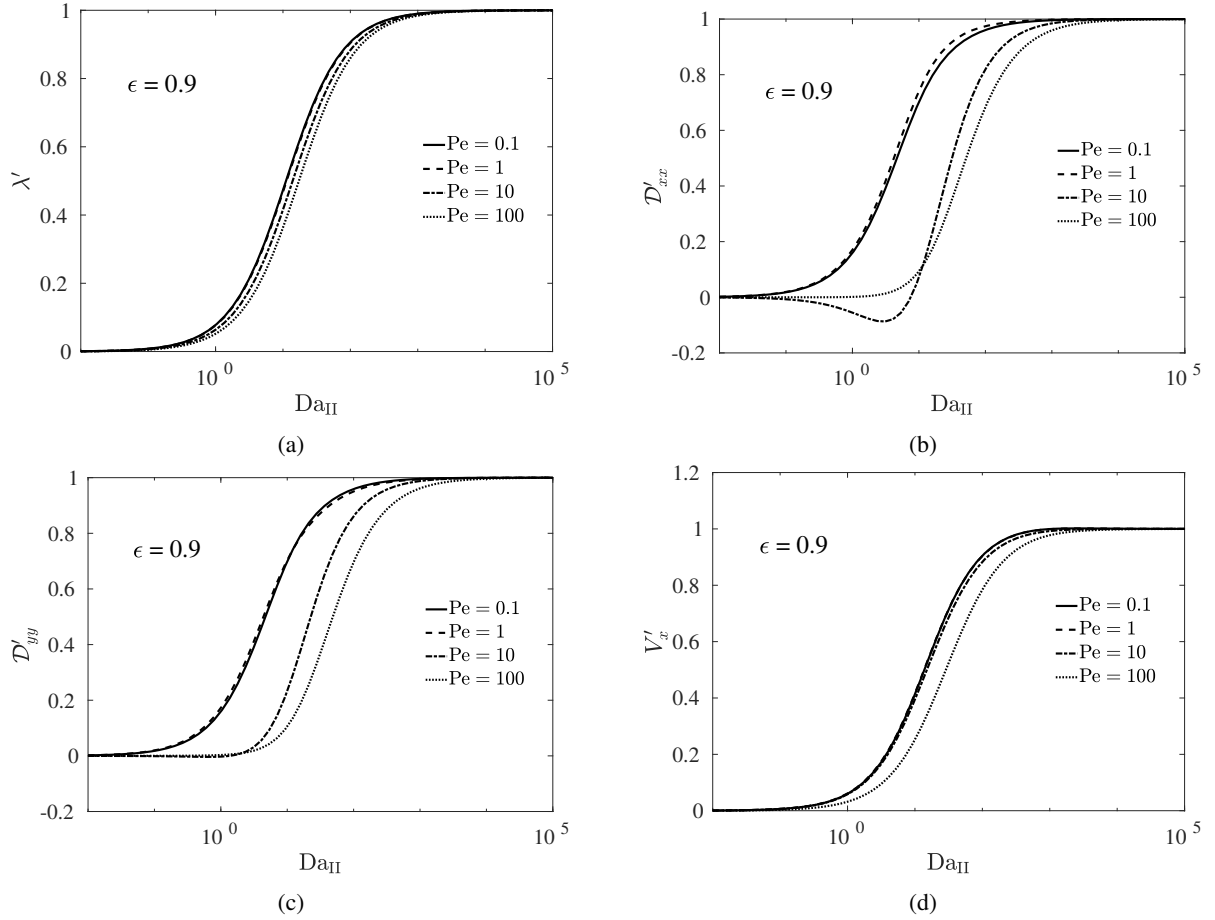 1
0.8
0.6
0.4
0.2
0
λ′
ϵ = 0.9
Pe = 0.1
Pe = 1
Pe = 10
Pe = 100
10^0
10^5
Da_II
(a)
1
0.8
0.6
0.4
0.2
0
-0.2
𝒟′_xx
ϵ = 0.9
Pe = 0.1
Pe = 1
Pe = 10
Pe = 100
10^0
10^5
Da_II
(b)
1
0.8
0.6
0.4
0.2
0
-0.2
𝒟′_yy
ϵ = 0.9
Pe = 0.1
Pe = 1
Pe = 10
Pe = 100
10^0
10^5
Da_II
(c)
1.2
1
0.8
0.6
0.4
0.2
0
V′_x
ϵ = 0.9
Pe = 0.1
Pe = 1
Pe = 10
Pe = 100
10^0
10^5
Da_II
(d)